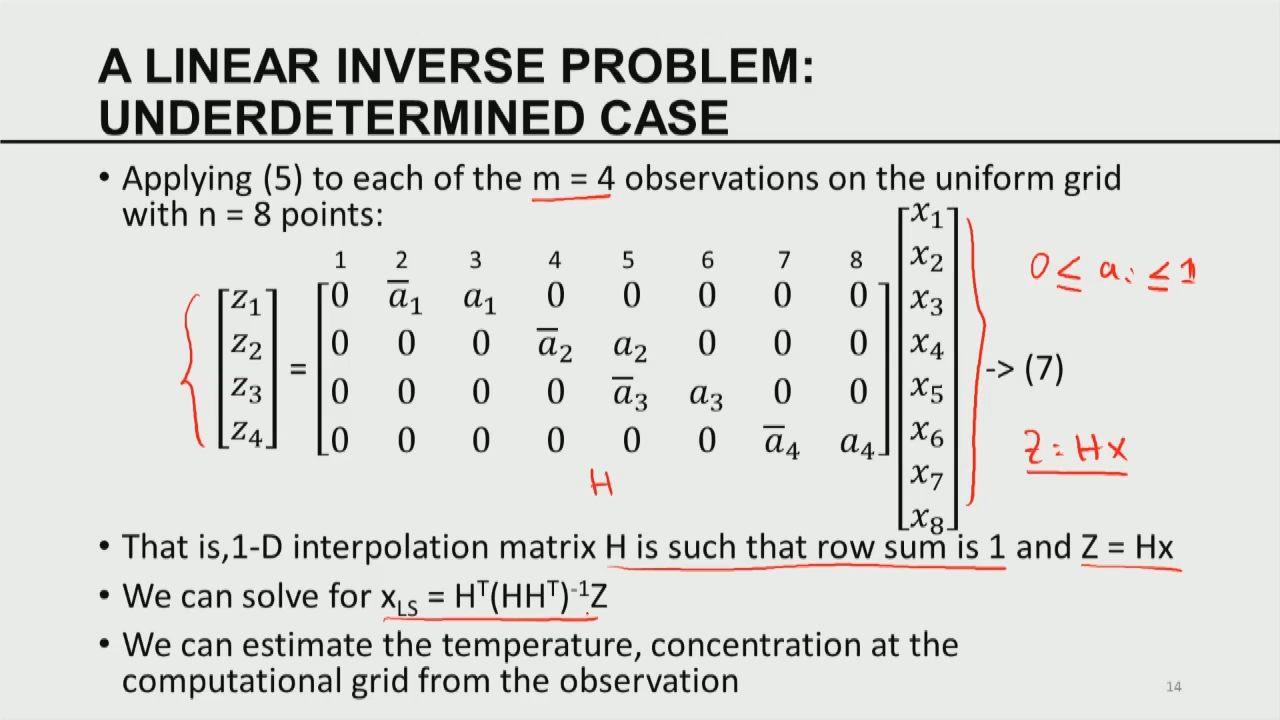 A LINEAR INVERSE PROBLEM:
UNDERDETERMINED CASE
• Applying (5) to each of the m = 4 observations on the uniform grid
with n = 8 points:
1 2 3 4 5 6 7 8
[z₁ z₂ z₃ z₄] =
0 a̅₁ a₁ 0 0 0 0 0
0 0 0 a̅₂ a₂ 0 0 0
0 0 0 0 a̅₃ a₃ 0 0
0 0 0 0 0 0 a̅₄ a₄
[x₁ x₂ x₃ x₄ x₅ x₆ x₇ x₈]
0 ≤ aᵢ ≤ 1
-> (7)
Z = Hx
H
• That is,1-D interpolation matrix H is such that row sum is 1 and Z = Hx
• We can solve for x_LS = Hᵀ(HHᵀ)⁻¹Z
• We can estimate the temperature, concentration at the
computational grid from the observation
14